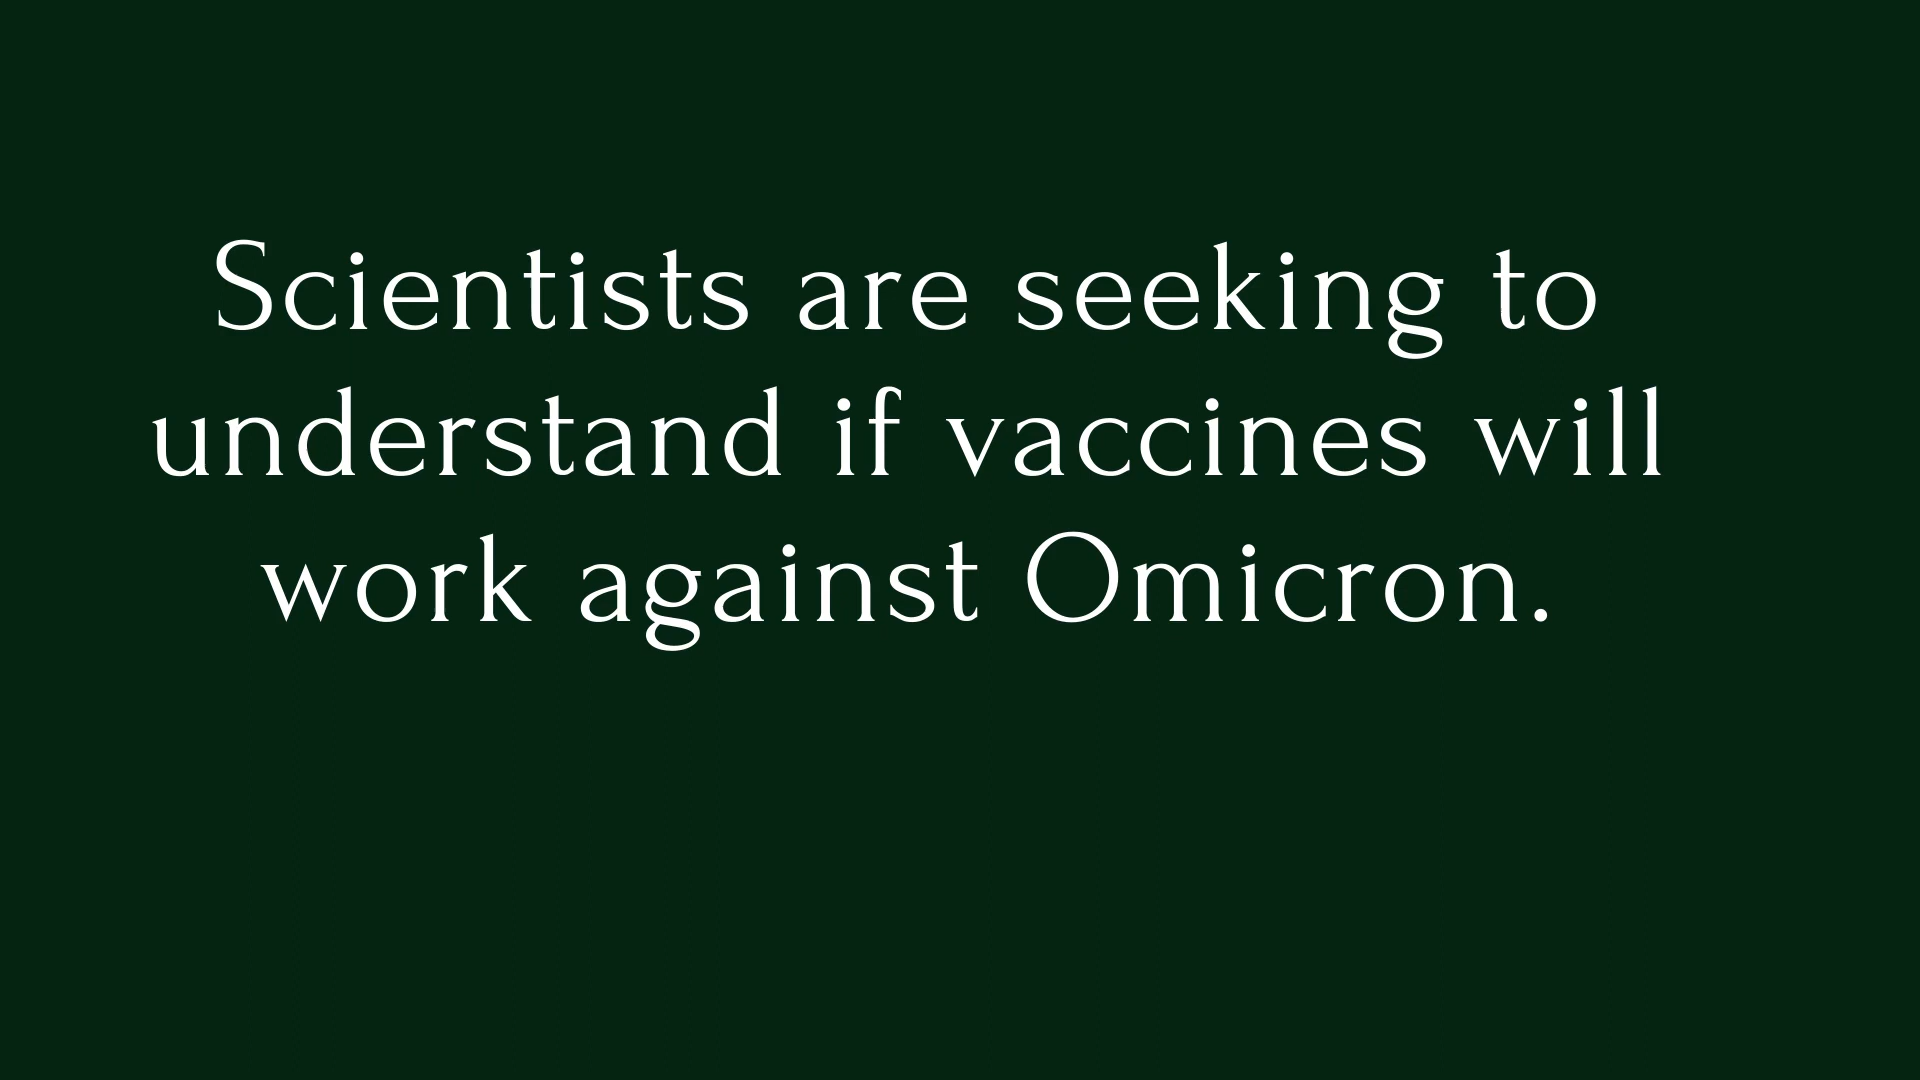 Scientists are seeking to
understand if vaccines will
work against Omicron.